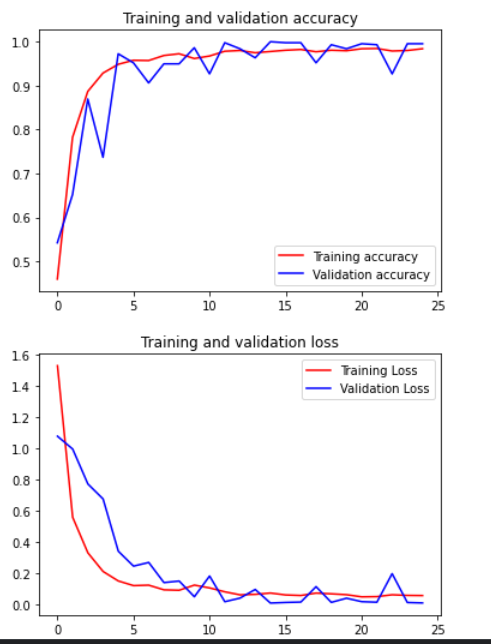 Training and validation accuracy
1.0
0.9
0.8
0.7
0.6
0.5
Training accuracy
Validation accuracy
0 5 10 15 20 25
Training and validation loss
1.6
1.4
1.2
1.0
0.8
0.6
0.4
0.2
0.0
Training Loss
Validation Loss
0 5 10 15 20 25